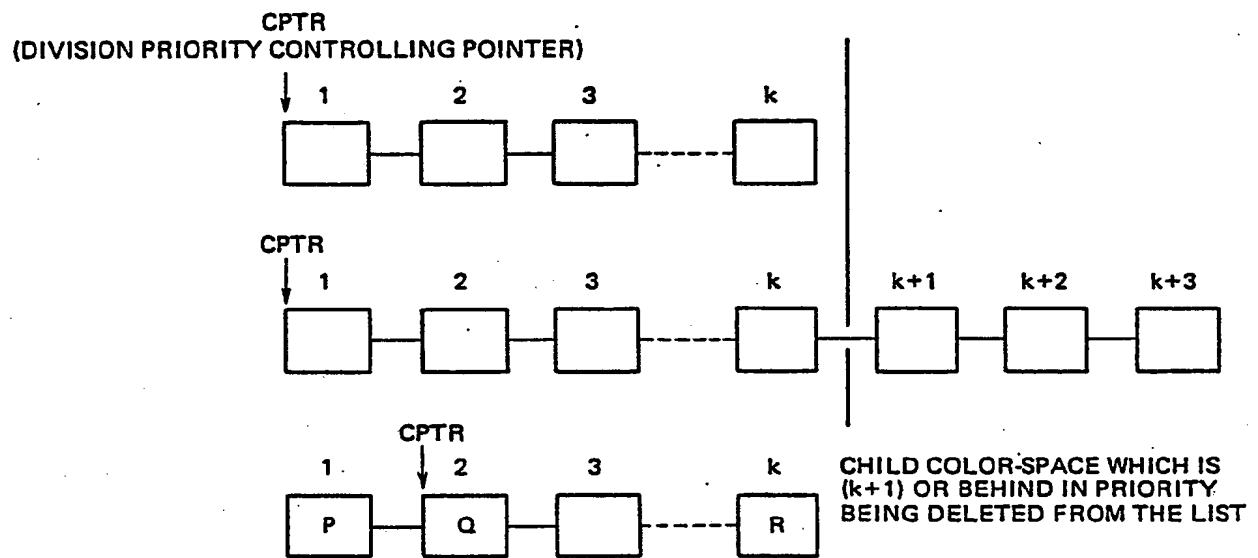 CPTR
(DIVISION PRIORITY CONTROLLING POINTER)
1 2 3 k
CPTR
1 2 3 k k+1 k+2 k+3
CPTR
1 2 3 k
P Q R
CHILD COLOR-SPACE WHICH IS
(k+1) OR BEHIND IN PRIORITY
BEING DELETED FROM THE LIST